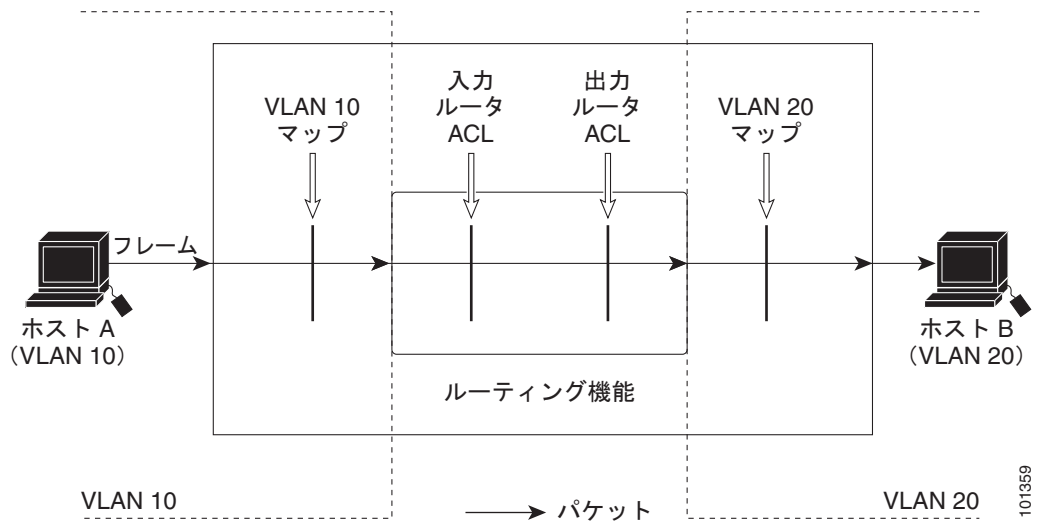 VLAN 10
マップ
入力
ルータ
ACL
出力
ルータ
ACL
VLAN 20
マップ
フレーム
ホスト A
（VLAN 10）
ホスト B
（VLAN 20）
ルーティング機能
VLAN 10
パケット
VLAN 20
101359